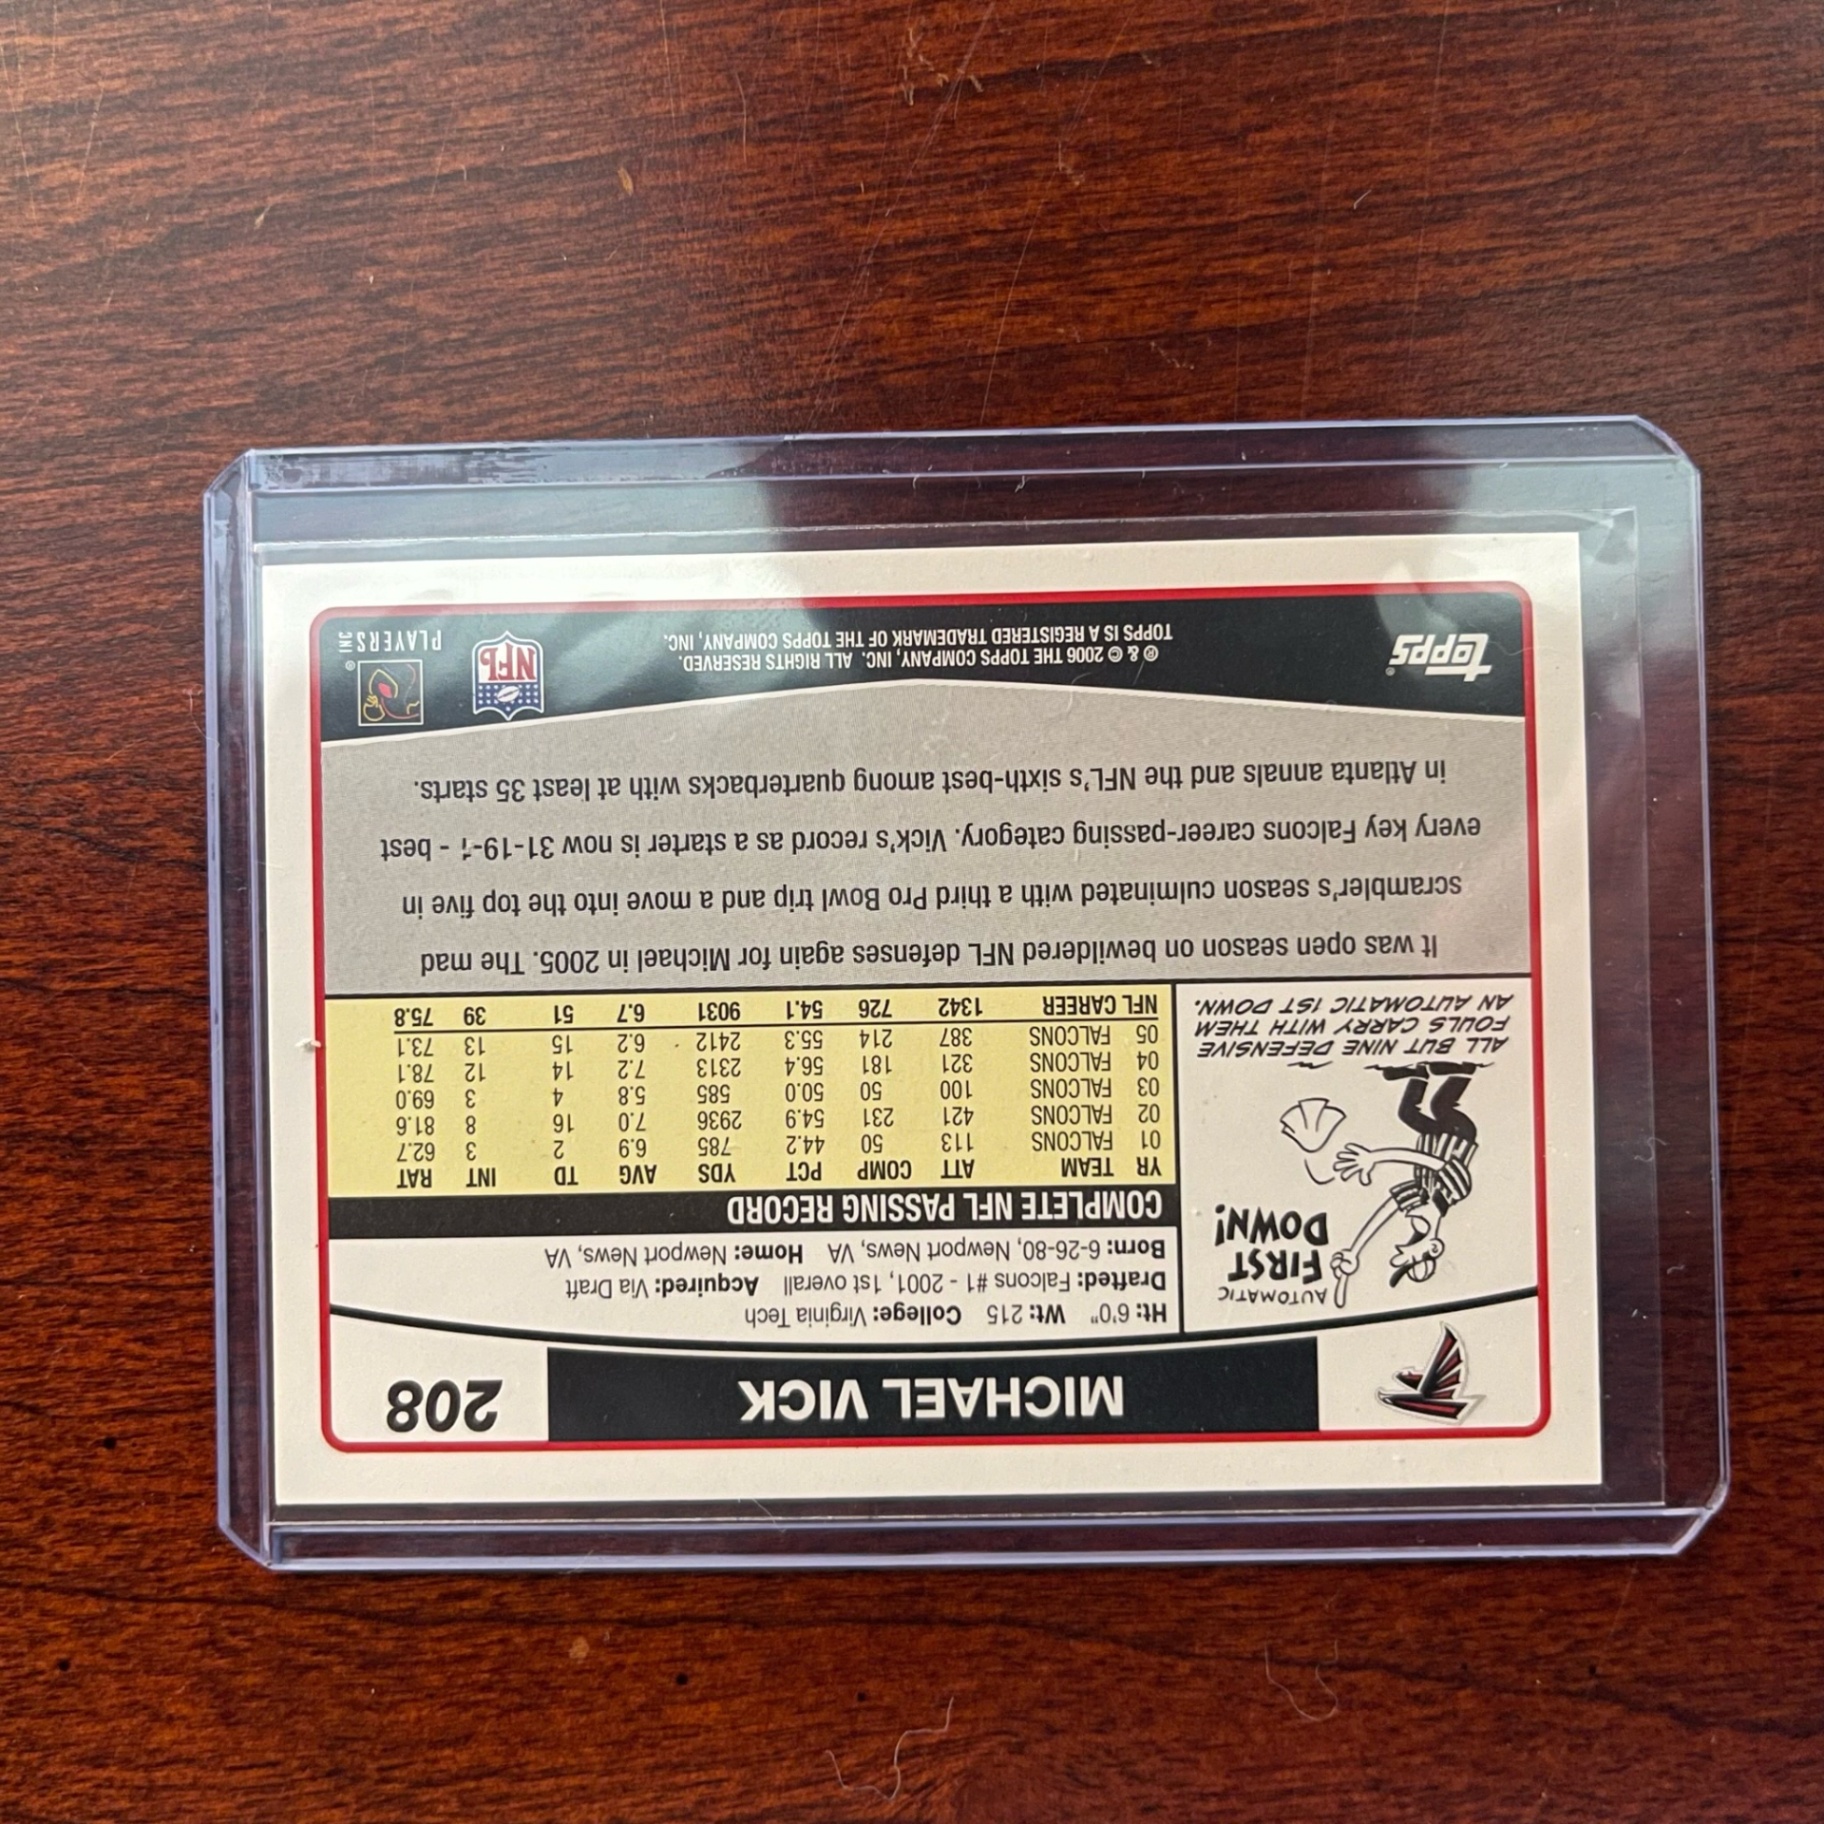 MICHAEL VICK
208
Ht: 6'0" Wt: 215 College: Virginia Tech
Drafted: Falcons #1 - 2001, 1st overall Acquired: Via Draft
Born: 6-26-80, Newport News, VA Home: Newport News, VA
AUTOMATIC
FIRST
DOWN!
ALL BUT NINE DEFENSIVE
FOULS CARRY WITH THEM
AN AUTOMATIC 1ST DOWN.
COMPLETE NFL PASSING RECORD
YR TEAM ATT COMP PCT YDS AVG TD INT RAT
01 FALCONS 113 50 44.2 785 6.9 2 3 62.7
02 FALCONS 421 231 54.9 2936 7.0 16 8 81.6
03 FALCONS 100 50 50.0 585 5.8 4 3 69.0
04 FALCONS 321 181 56.4 2313 7.2 14 12 78.1
05 FALCONS 387 214 55.3 2412 6.2 15 13 73.1
NFL CAREER 1342 726 54.1 9031 6.7 51 39 75.8
It was open season on bewildered NFL defenses again for Michael in 2005. The mad
scrambler's season culminated with a third Pro Bowl trip and a move into the top five in
every key Falcons career-passing category. Vick's record as a starter is now 31-19-1 - best
in Atlanta annals and the NFL's sixth-best among quarterbacks with at least 35 starts.
topps®
® & © 2006 THE TOPPS COMPANY, INC. ALL RIGHTS RESERVED.
TOPPS IS A REGISTERED TRADEMARK OF THE TOPPS COMPANY, INC.
NFL
PLAYERS INC ®